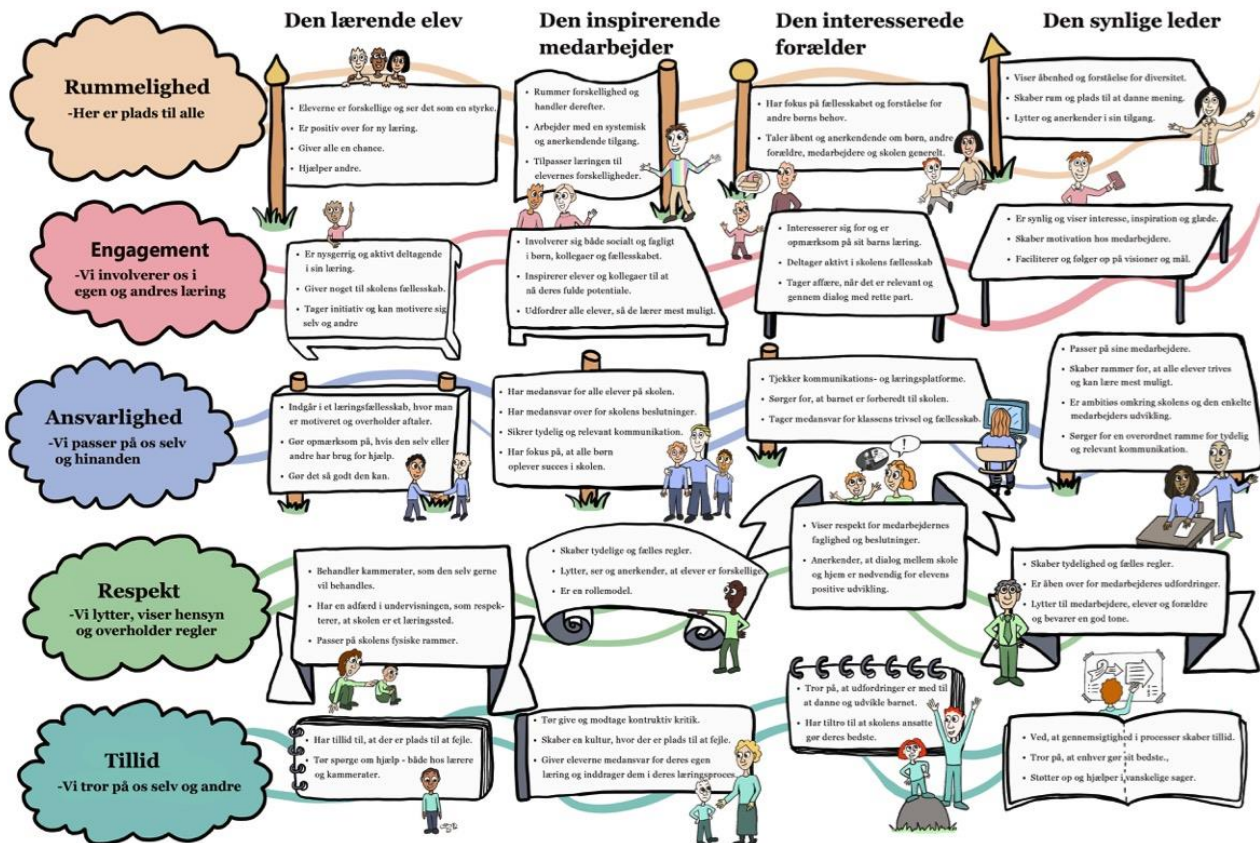 Den lærende elev
Den inspirerende
medarbejder
Den interesserede
forælder
Den synlige leder
Rummelighed
-Her er plads til alle
• Eleverne er forskellige og ser det som en styrke.
• Er positiv over for ny læring.
• Giver alle en chance.
• Hjælper andre.
• Rummer forskellighed og
handler derefter.
• Arbejder med en systemisk
og anerkendende tilgang.
• Tilpasser læringen til
elevernes forskelligheder.
• Har fokus på fællesskabet og forståelse for
andre børns behov.
• Taler åbent og anerkendende om børn, andre
forældre, medarbejdere og skolen generelt.
• Viser åbenhed og forståelse for diversitet.
• Skaber rum og plads til at danne mening.
• Lytter og anerkender i sin tilgang.
Engagement
-Vi involverer os i
egen og andres læring
• Er nysgerrig og aktivt deltagende
i sin læring.
• Giver noget til skolens fællesskab.
• Tager initiativ og kan motivere sig
selv og andre
• Involverer sig både socialt og fagligt
i børn, kollegaer og fællesskabet.
• Inspirerer elever og kollegaer til at
nå deres fulde potentiale.
• Udfordrer alle elever, så de lærer mest muligt.
• Interesserer sig for og er
opmærksom på sit barns læring.
• Deltager aktivt i skolens fællesskab
• Tager affære, når det er relevant og
gennem dialog med rette part.
• Er synlig og viser interesse, inspiration og glæde.
• Skaber motivation hos medarbejdere.
• Faciliterer og følger op på visioner og mål.
Ansvarlighed
-Vi passer på os selv
og hinanden
• Indgår i et læringsfællesskab, hvor man
er motiveret og overholder aftaler.
• Gør opmærksom på, hvis den selv eller
andre har brug for hjælp.
• Gør det så godt den kan.
• Har medansvar for alle elever på skolen.
• Har medansvar over for skolens beslutninger.
• Sikrer tydelig og relevant kommunikation.
• Har fokus på, at alle børn
oplever succes i skolen.
• Tjekker kommunikations- og læringsplatforme.
• Sørger for, at barnet er forberedt til skolen.
• Tager medansvar for klassens trivsel og fællesskab.
• Passer på sine medarbejdere.
• Skaber rammer for, at alle elever trives
og kan lære mest muligt.
• Er ambitiøs omkring skolens og den enkelte
medarbejders udvikling.
• Sørger for en overordnet ramme for tydelig
og relevant kommunikation.
Respekt
-Vi lytter, viser hensyn
og overholder regler
• Behandler kammerater, som den selv gerne
vil behandles.
• Har en adfærd i undervisningen, som respek-
terer, at skolen er et læringssted.
• Passer på skolens fysiske rammer.
• Skaber tydelige og fælles regler.
• Lytter, ser og anerkender, at elever er forskellige.
• Er en rollemodel.
!
• Viser respekt for medarbejdernes
faglighed og beslutninger.
• Anerkender, at dialog mellem skole
og hjem er nødvendig for elevens
positive udvikling.
• Skaber tydelighed og fælles regler.
• Er åben over for medarbejderes udfordringer.
• Lytter til medarbejdere, elever og forældre
og bevarer en god tone.
Tillid
-Vi tror på os selv og andre
• Har tillid til, at der er plads til at fejle.
• Tør spørge om hjælp - både hos lærere
og kammerater.
• Tør give og modtage kontruktiv kritik.
• Skaber en kultur, hvor der er plads til at fejle.
• Giver eleverne medansvar for deres egen
læring og inddrager dem i deres læringsproces.
• Tror på, at udfordringer er med til
at danne og udvikle barnet.
• Har tiltro til at skolens ansatte
gør deres bedste.
• Ved, at gennemsigtighed i processer skaber tillid.
• Tror på, at enhver gør sit bedste.,
• Støtter op og hjælper i vanskelige sager.